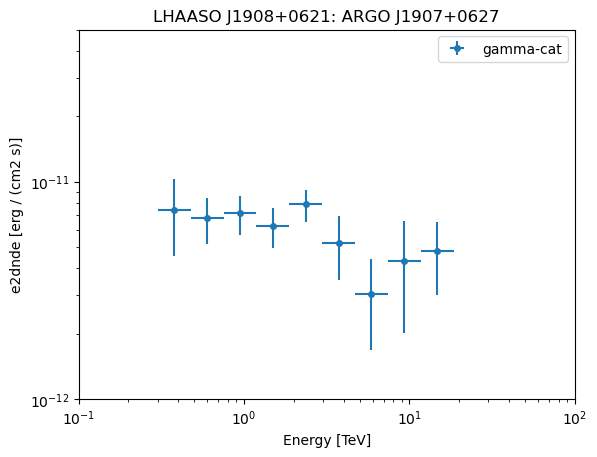 LHAASO J1908+0621: ARGO J1907+0627
gamma-cat
e2dnde [erg / (cm2 s)]
10⁻¹¹
10⁻¹²
10⁻¹ 10⁰ 10¹ 10²
Energy [TeV]